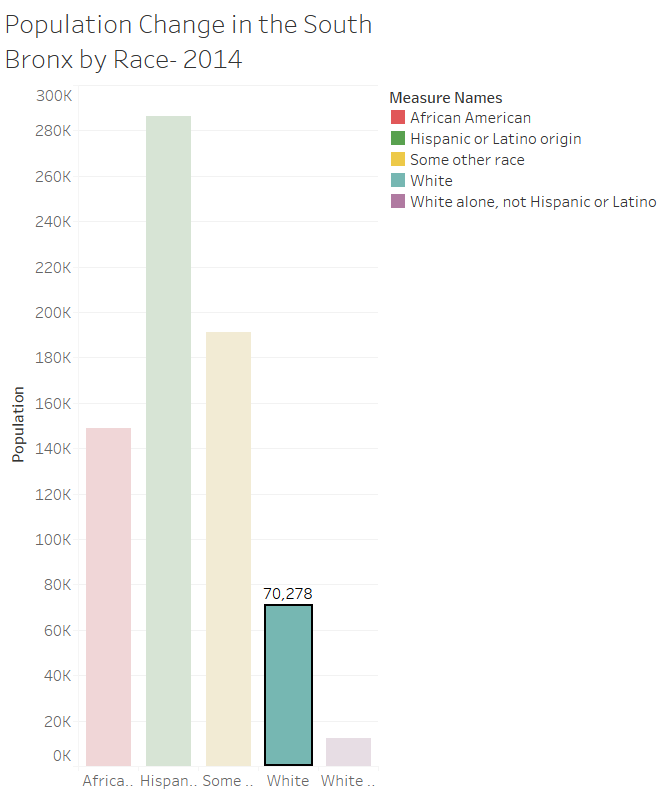 Population Change in the South
Bronx by Race- 2014
Measure Names
African American
Hispanic or Latino origin
Some other race
White
White alone, not Hispanic or Latino
Population
300K
280K
260K
240K
220K
200K
180K
160K
140K
120K
100K
80K
60K
40K
20K
0K
70,278
Africa.. Hispan.. Some .. White White ..